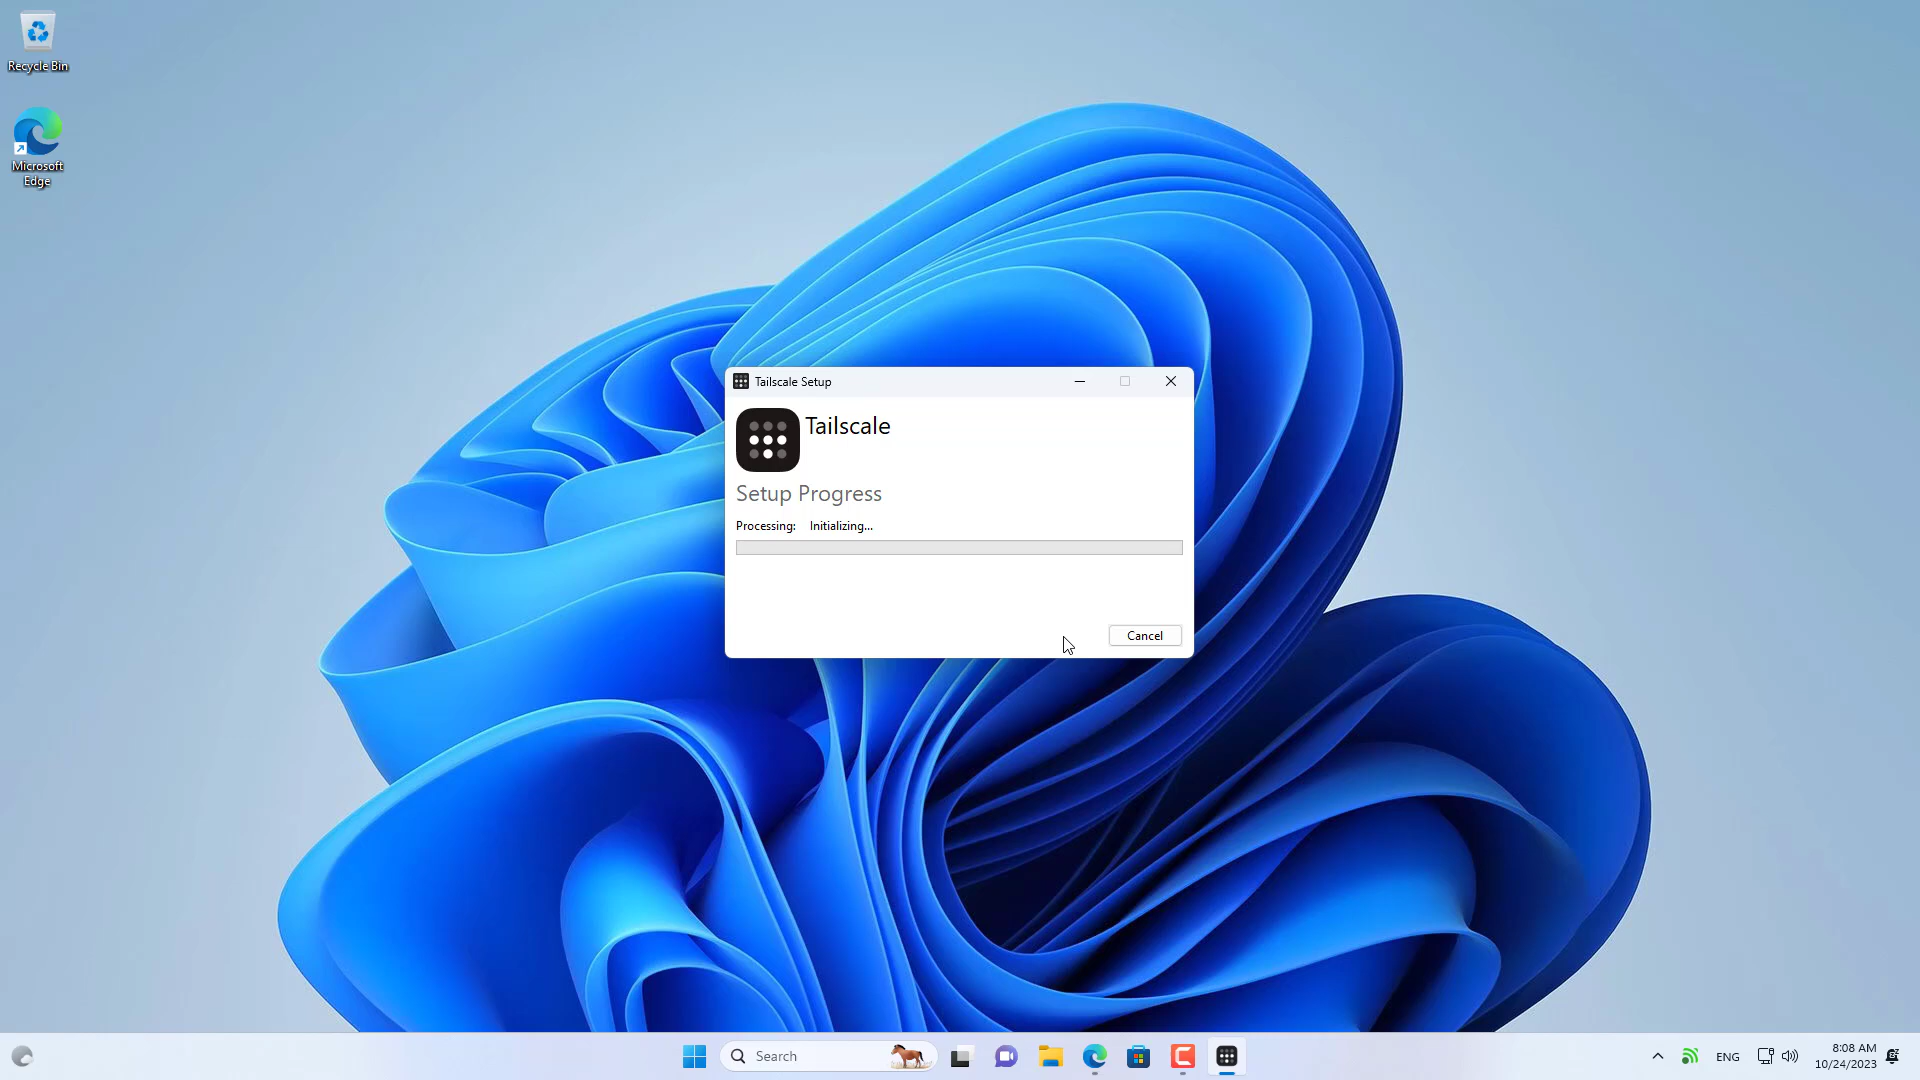 Recycle Bin
Microsoft
Edge
Tailscale Setup
Tailscale
Setup Progress
Processing: Initializing...
Cancel
Search
ENG
8:08 AM
10/24/2023